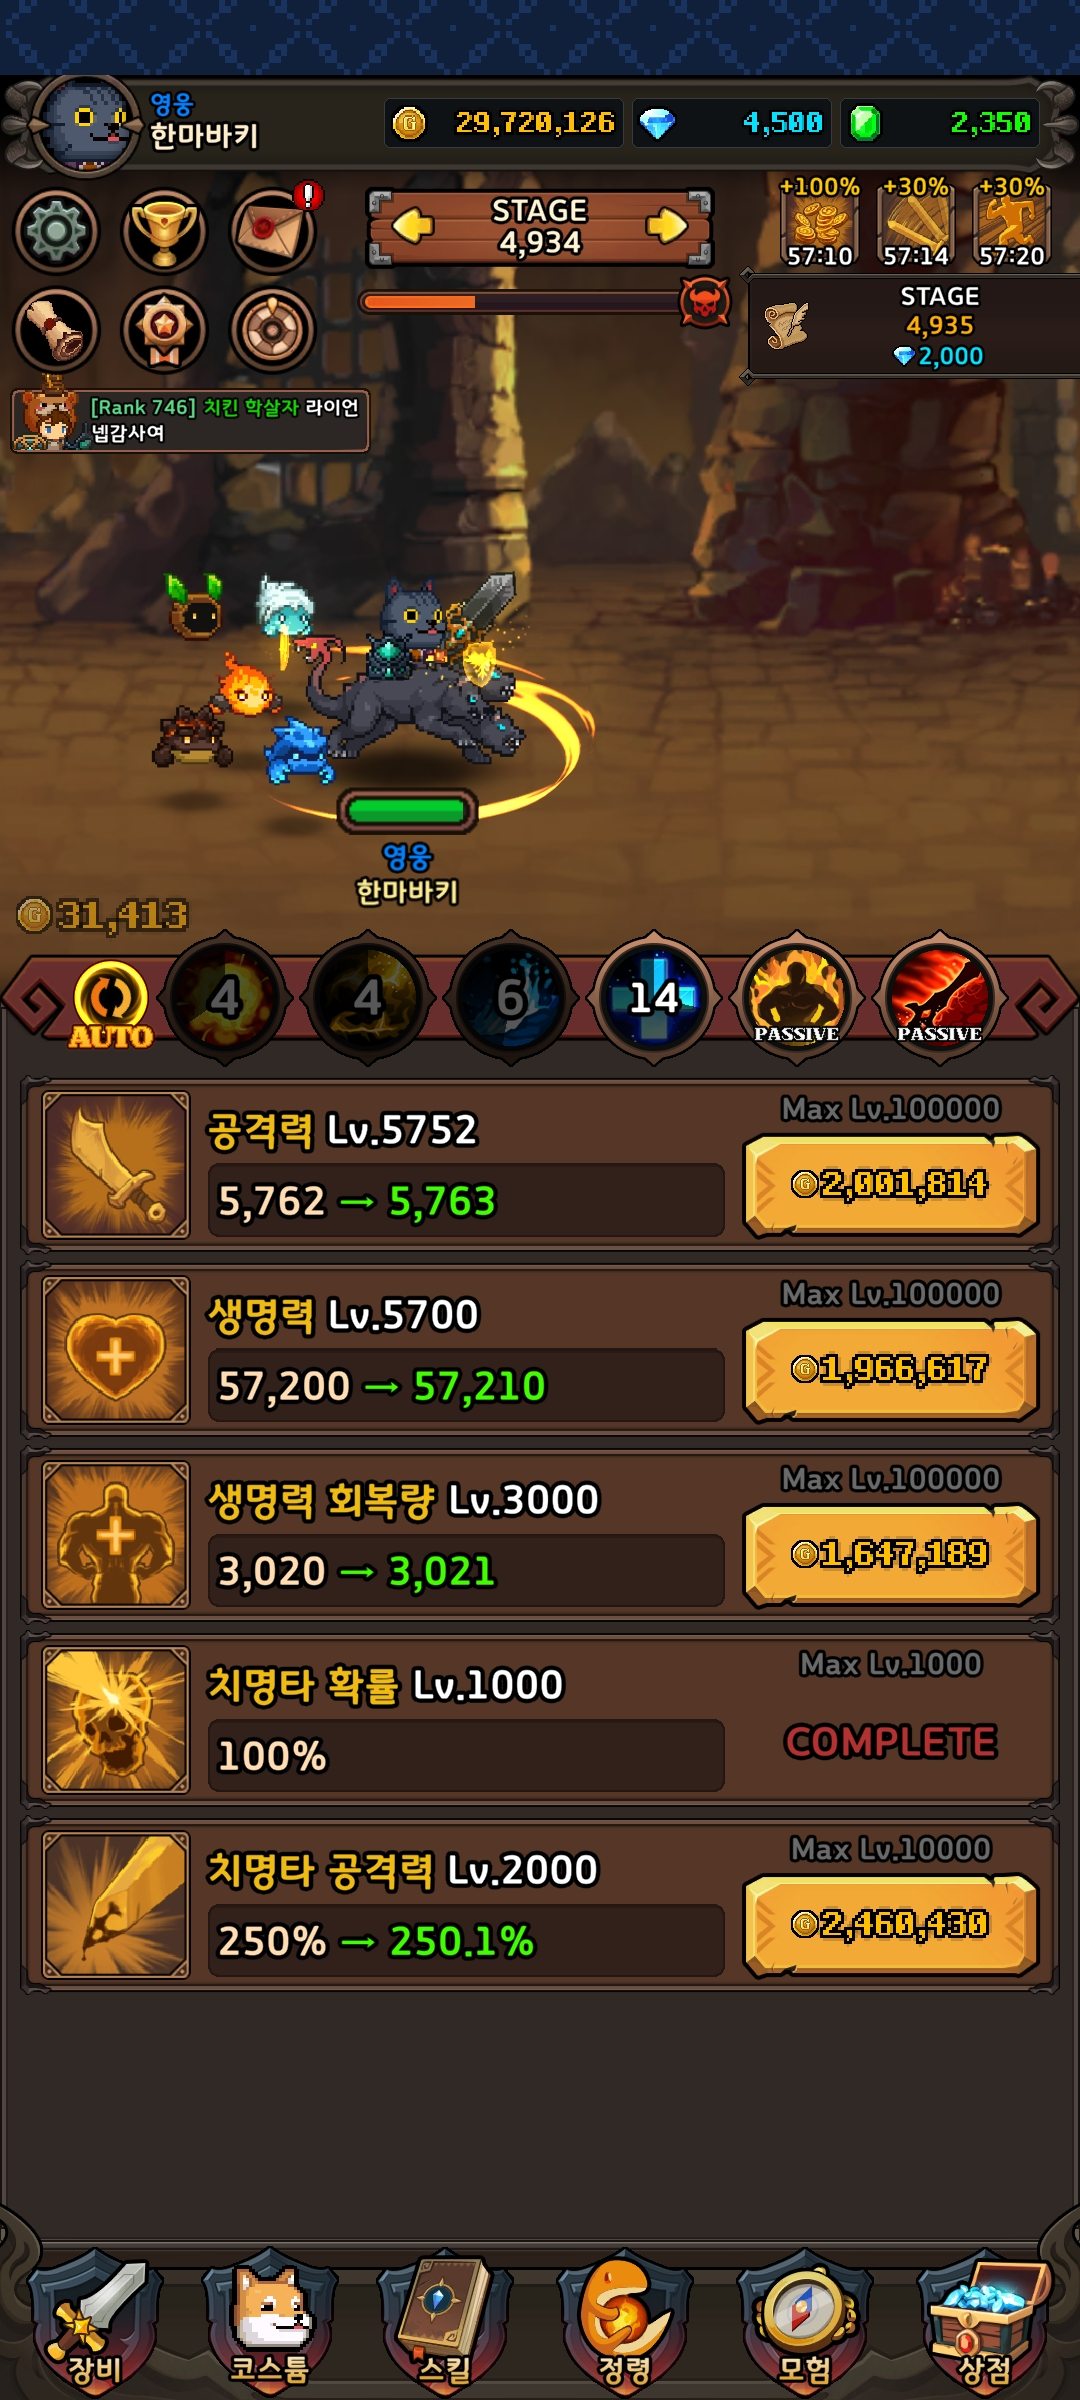 영웅
한마바키
29,720,126
4,500
2,350
STAGE
4,934
+100%
+30%
+30%
57:10
57:14
57:20
STAGE
4,935
2,000
[Rank 746] 치킨 학살자 라이언
넵감사여
영웅
한마바키
31,413
AUTO
4
4
6
14
PASSIVE
PASSIVE
공격력 Lv.5752
Max Lv.100000
5,762 → 5,763
2,001,814
생명력 Lv.5700
Max Lv.100000
57,200 → 57,210
1,966,617
생명력 회복량 Lv.3000
Max Lv.100000
3,020 → 3,021
1,647,189
치명타 확률 Lv.1000
Max Lv.1000
100%
COMPLETE
치명타 공격력 Lv.2000
Max Lv.10000
250% → 250.1%
2,460,430
장비
코스튬
스킬
정령
모험
상점